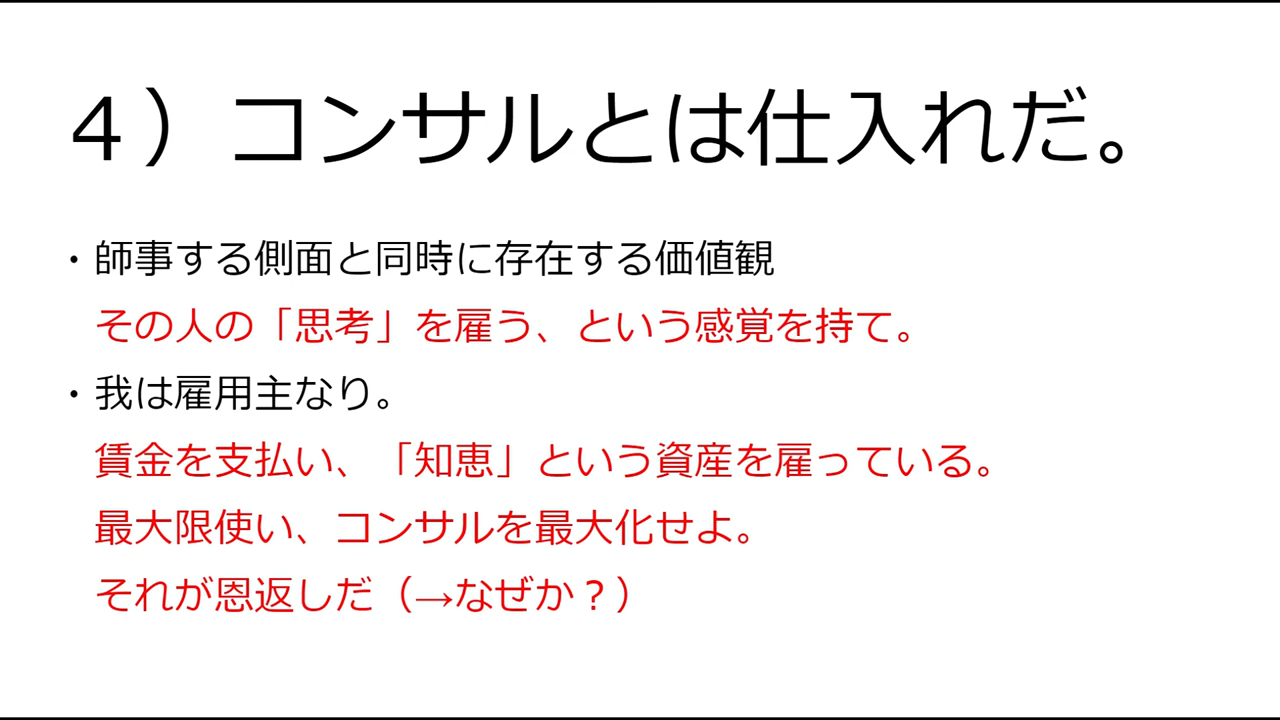 ４）コンサルとは仕入れだ。
・師事する側面と同時に存在する価値観
その人の「思考」を雇う、という感覚を持て。
・我は雇用主なり。
賃金を支払い、「知恵」という資産を雇っている。
最大限使い、コンサルを最大化せよ。
それが恩返しだ（→なぜか？）